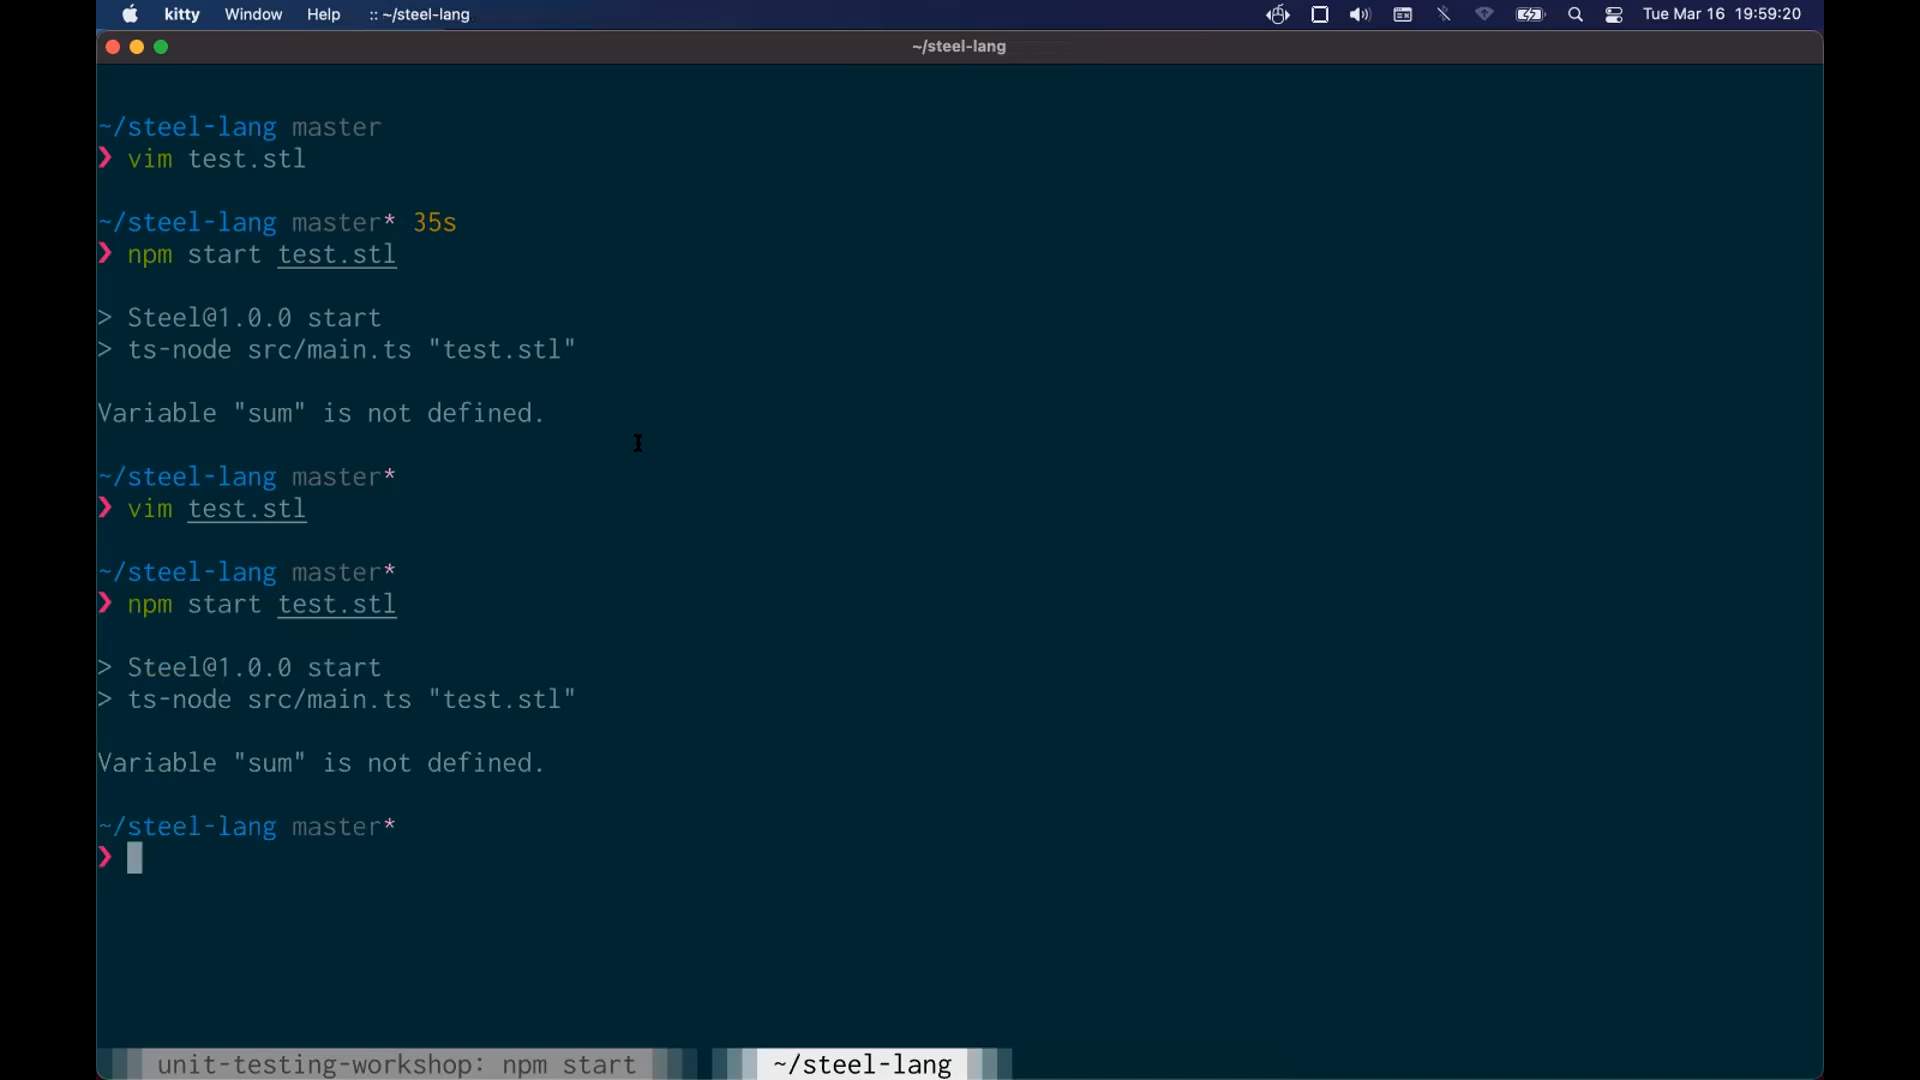 kitty Window Help :: ~/steel-lang Tue Mar 16 19:59:20
~/steel-lang
~/steel-lang master
❯ vim test.stl
~/steel-lang master* 35s
❯ npm start test.stl
> Steel@1.0.0 start
> ts-node src/main.ts "test.stl"
Variable "sum" is not defined.
~/steel-lang master*
❯ vim test.stl
~/steel-lang master*
❯ npm start test.stl
> Steel@1.0.0 start
> ts-node src/main.ts "test.stl"
Variable "sum" is not defined.
~/steel-lang master*
❯
unit-testing-workshop: npm start ~/steel-lang